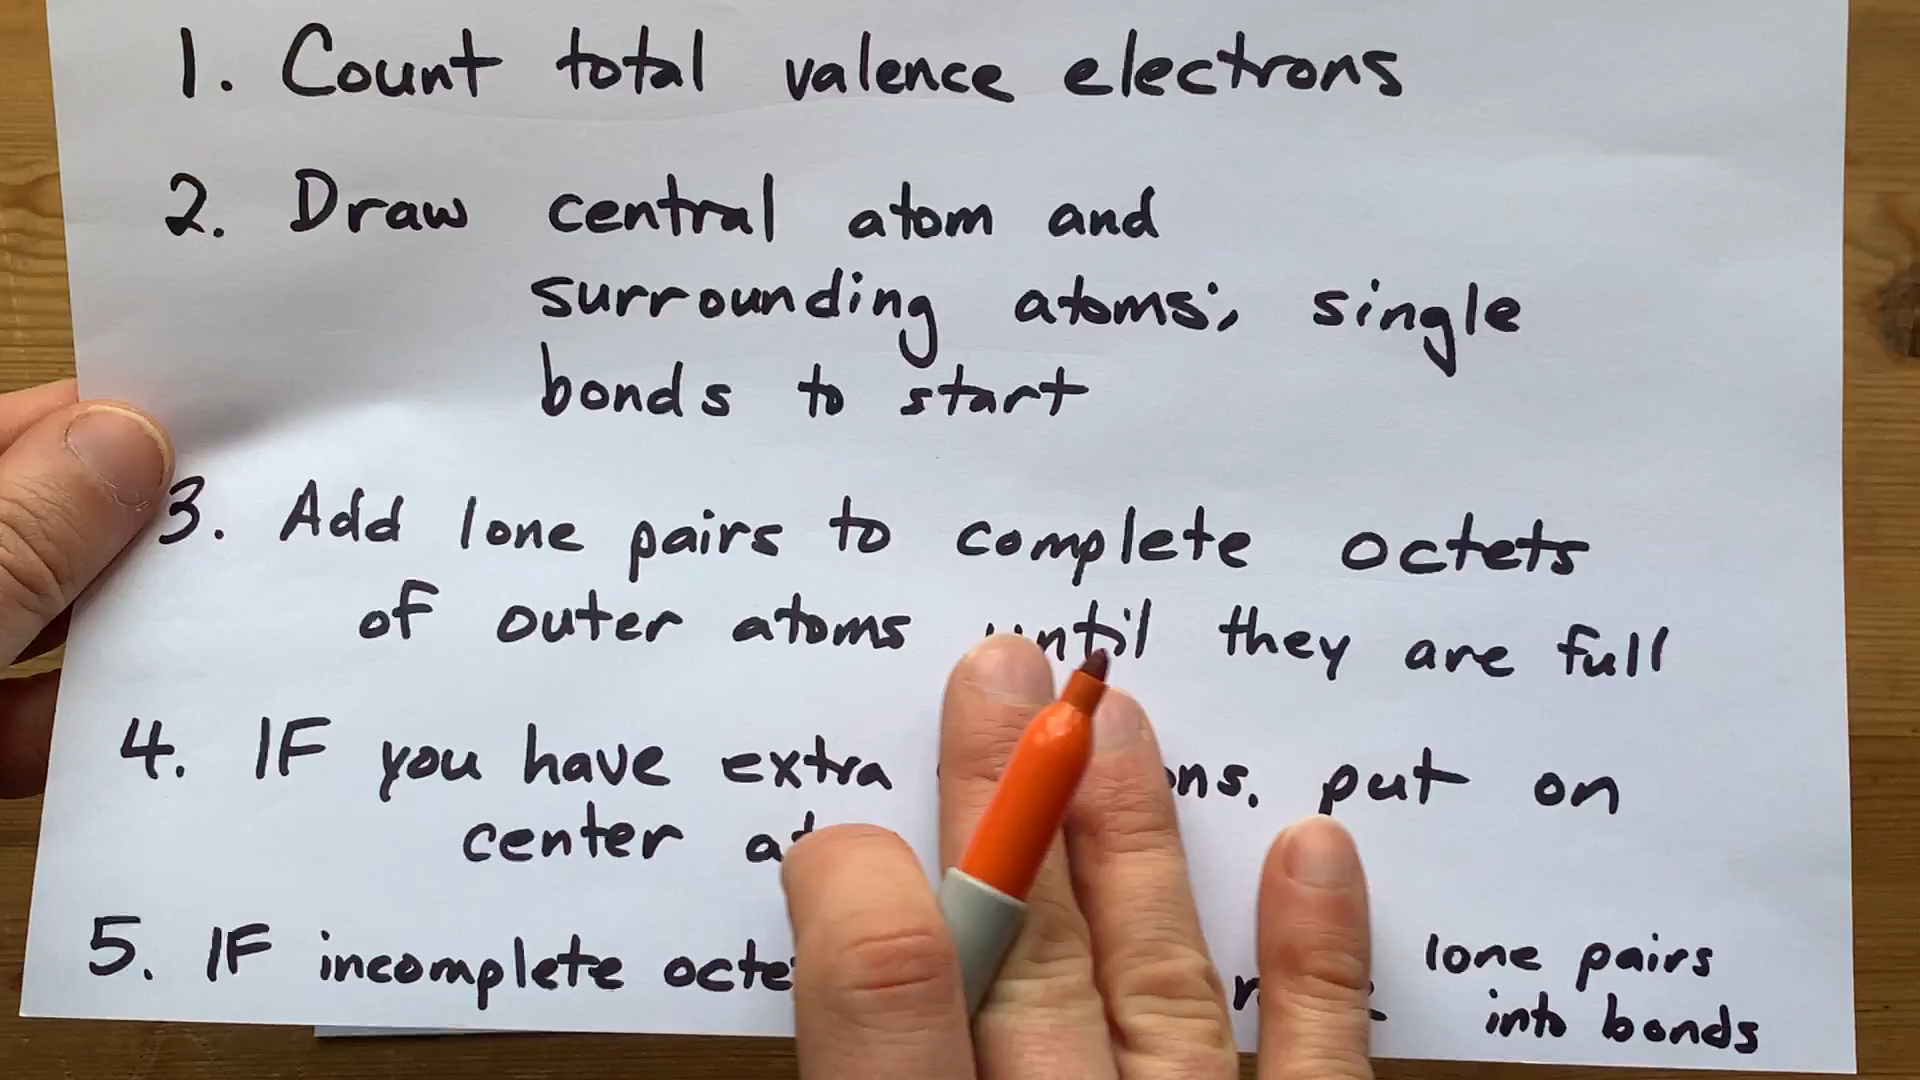 1. Count total valence electrons
2. Draw central atom and
surrounding atoms; single
bonds to start
3. Add lone pairs to complete octets
of outer atoms until they are full
4. IF you have extra put on
center
5. IF incomplete lone pairs
into bonds